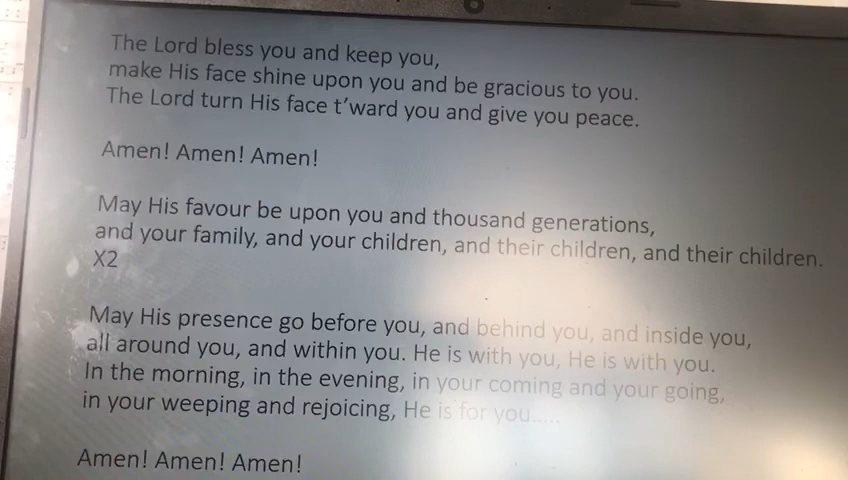 The Lord bless you and keep you,
make His face shine upon you and be gracious to you.
The Lord turn His face t’ward you and give you peace.
Amen! Amen! Amen!
May His favour be upon you and thousand generations,
and your family, and your children, and their children, and their children.
X2
May His presence go before you, and behind you, and inside you,
all around you, and within you. He is with you, He is with you.
In the morning, in the evening, in your coming and your going,
in your weeping and rejoicing, He is for you.....
Amen! Amen! Amen!